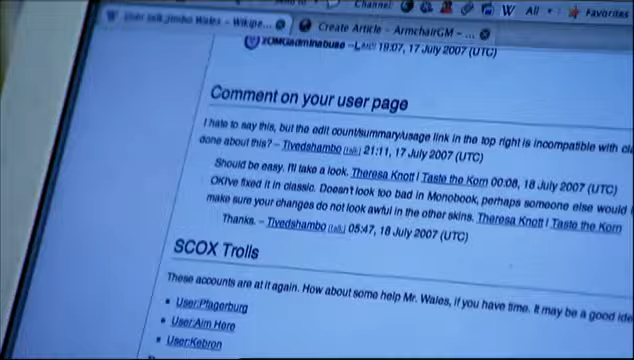 Channel:
W All Favorites
User talk:Jimbo Wales - Wikipe... Create Article - ArmchairGM - ...
19:07, 17 July 2007 (UTC)
Comment on your user page
I hate to say this, but the edit count/summary/usage link in the top right is incompatible with cla
done about this? – Tivedshambo (talk) 21:11, 17 July 2007 (UTC)
Should be easy. I'll take a look. Theresa Knott | Taste the Korn 00:08, 18 July 2007 (UTC)
OKIve fixed it in classic. Doesn't look too bad in Monobook, perhaps someone else would
make sure your changes do not look awful in the other skins. Theresa Knott | Taste the Korn
Thanks. – Tivedshambo (talk) 05:47, 18 July 2007 (UTC)
SCOX Trolls
These accounts are at it again. How about some help Mr. Wales, if you have time. It may be a good ide
User:Pfagerburg
User:Aim Here
User:Kebron